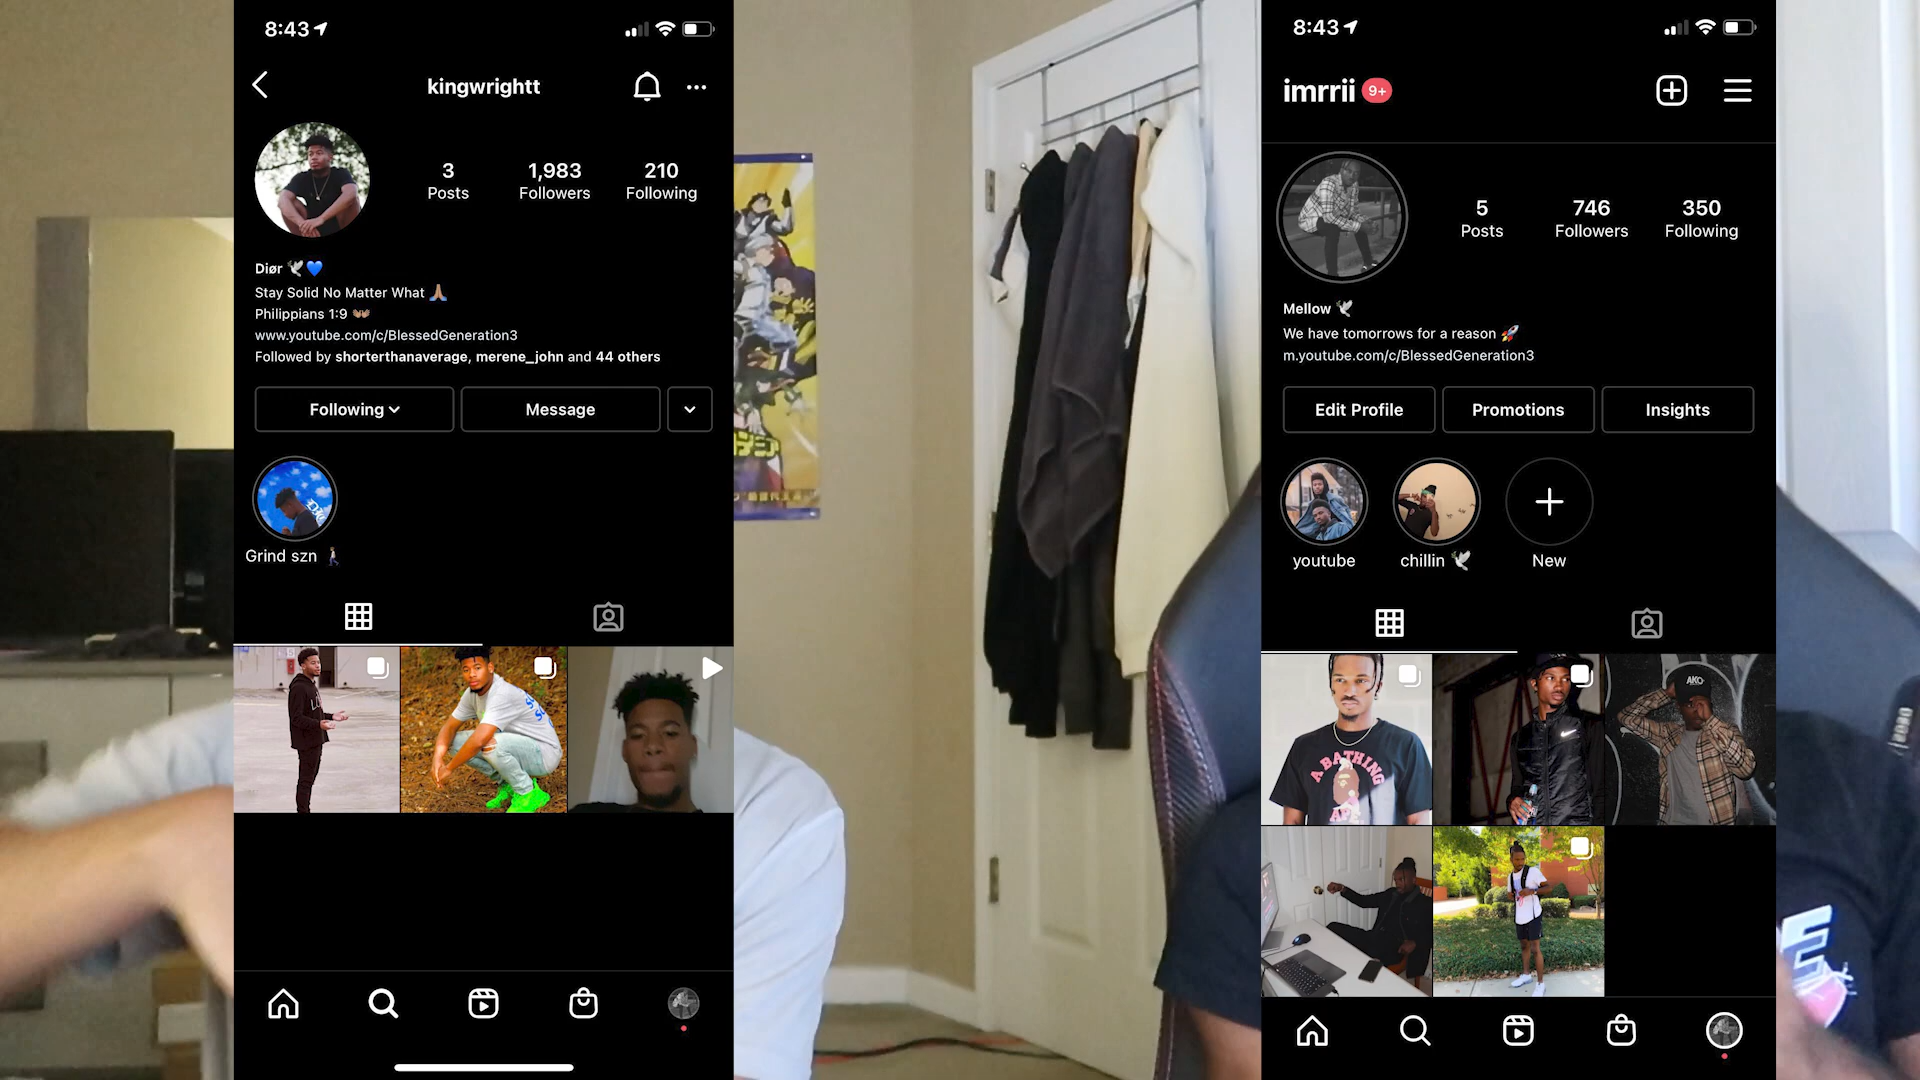 8:43
kingwrightt
3
Posts
1,983
Followers
210
Following
Diør 🕊💙
Stay Solid No Matter What 🙏🏽
Philippians 1:9 👐🏽
www.youtube.com/c/BlessedGeneration3
Followed by shorterthanaverage, merene_john and 44 others
Following
Message
Grind szn 🚶🏽‍♂️
8:43
imrrii 9+
5
Posts
746
Followers
350
Following
Mellow 🕊
We have tomorrows for a reason 🚀
m.youtube.com/c/BlessedGeneration3
Edit Profile
Promotions
Insights
youtube
chillin 🕊
New
A BATHING
APE
AKO